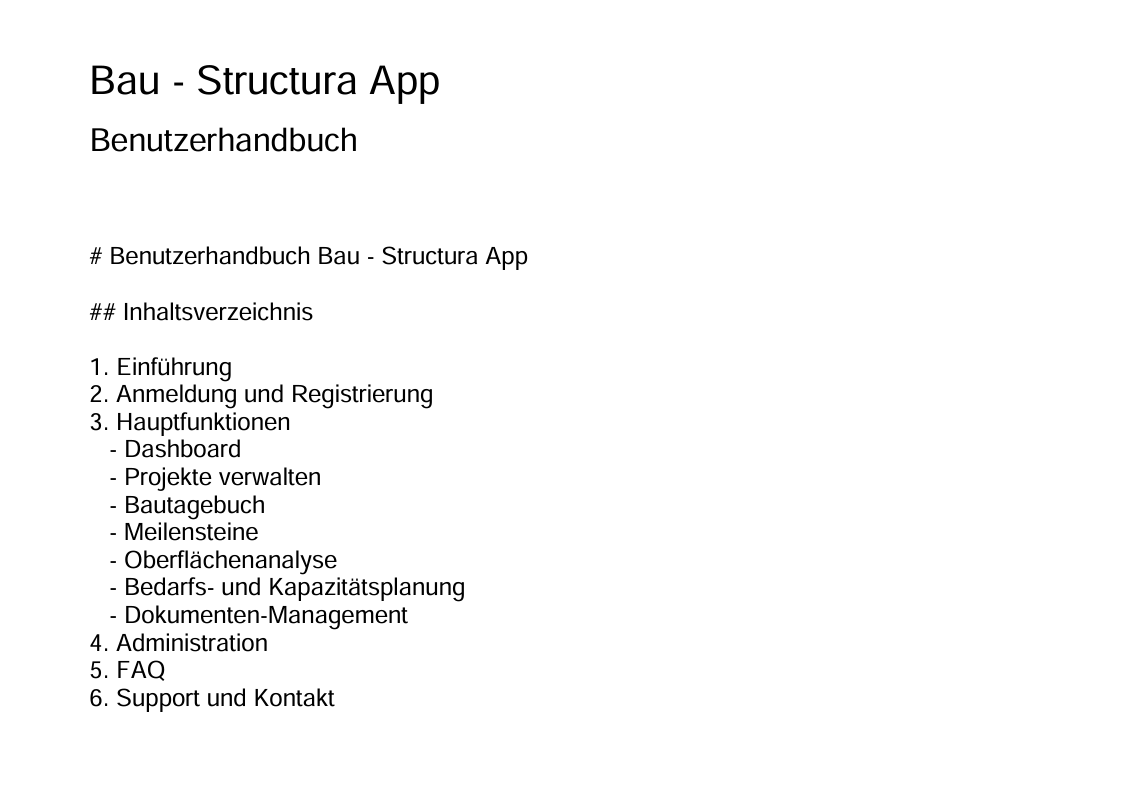 Bau - Structura App
Benutzerhandbuch
# Benutzerhandbuch Bau - Structura App
## Inhaltsverzeichnis
1. Einführung
2. Anmeldung und Registrierung
3. Hauptfunktionen
- Dashboard
- Projekte verwalten
- Bautagebuch
- Meilensteine
- Oberflächenanalyse
- Bedarfs- und Kapazitätsplanung
- Dokumenten-Management
4. Administration
5. FAQ
6. Support und Kontakt